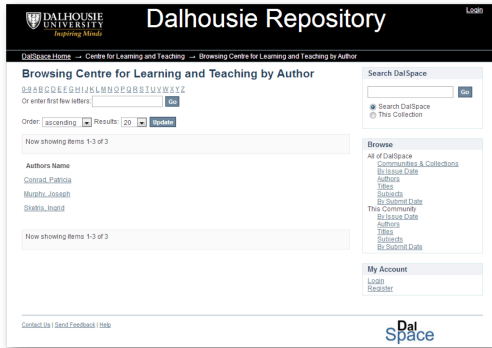 DALHOUSIE
UNIVERSITY
Inspiring Minds
Dalhousie Repository
Login
DalSpace Home → Centre for Learning and Teaching → Browsing Centre for Learning and Teaching by Author
Browsing Centre for Learning and Teaching by Author
0-9 A B C D E F G H I J K L M N O P Q R S T U V W X Y Z
Or enter first few letters: Go
Order: ascending Results: 20 Update
Now showing items 1-3 of 3
Authors Name
Conrad, Patricia
Murphy, Joseph
Sketris, Ingrid
Now showing items 1-3 of 3
Search DalSpace
Go
Search DalSpace
This Collection
Browse
All of DalSpace
Communities & Collections
By Issue Date
Authors
Titles
Subjects
By Submit Date
This Community
By Issue Date
Authors
Titles
Subjects
By Submit Date
My Account
Login
Register
Contact Us | Send Feedback | Help
Dal
Space